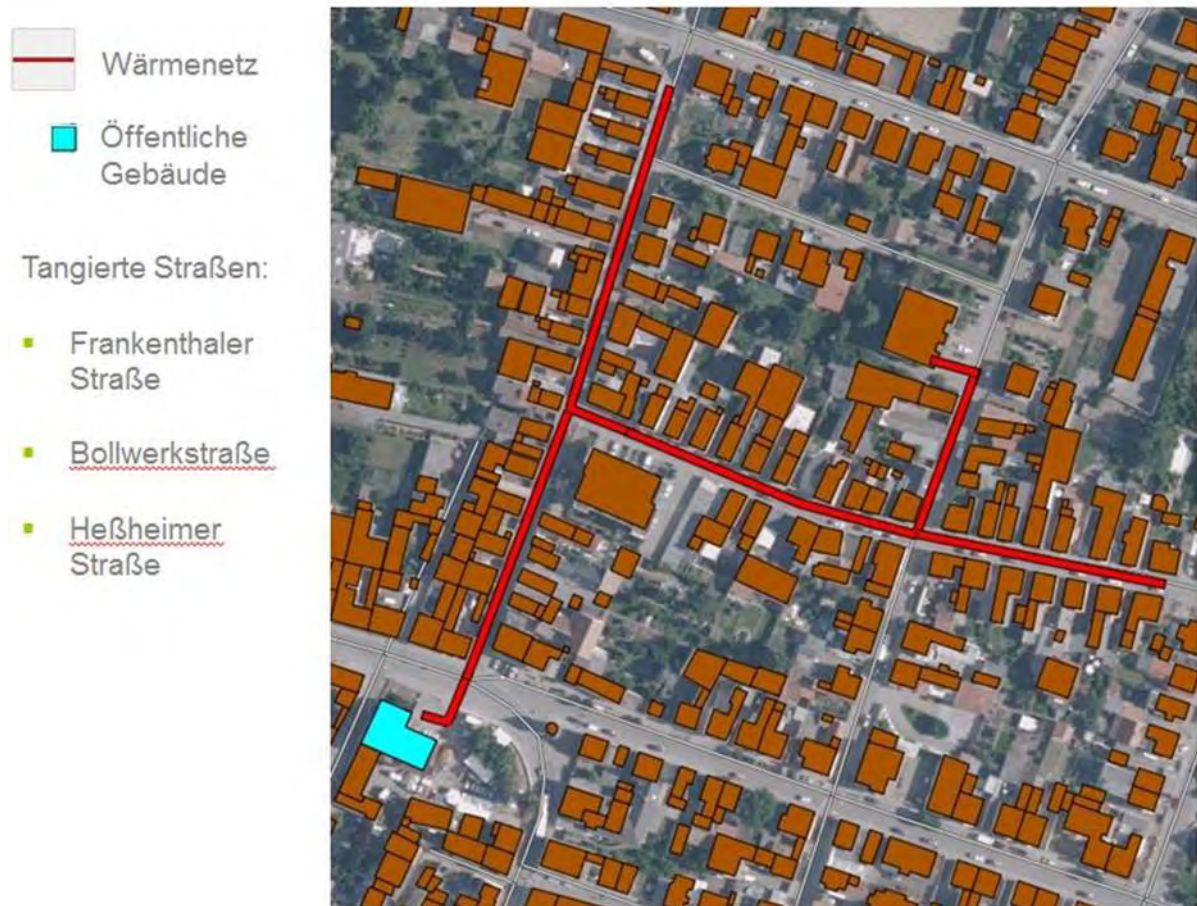 Wärmenetz
Öffentliche
Gebäude
Tangierte Straßen:
Frankenthaler
Straße
Bollwerkstraße
Heßheimer
Straße